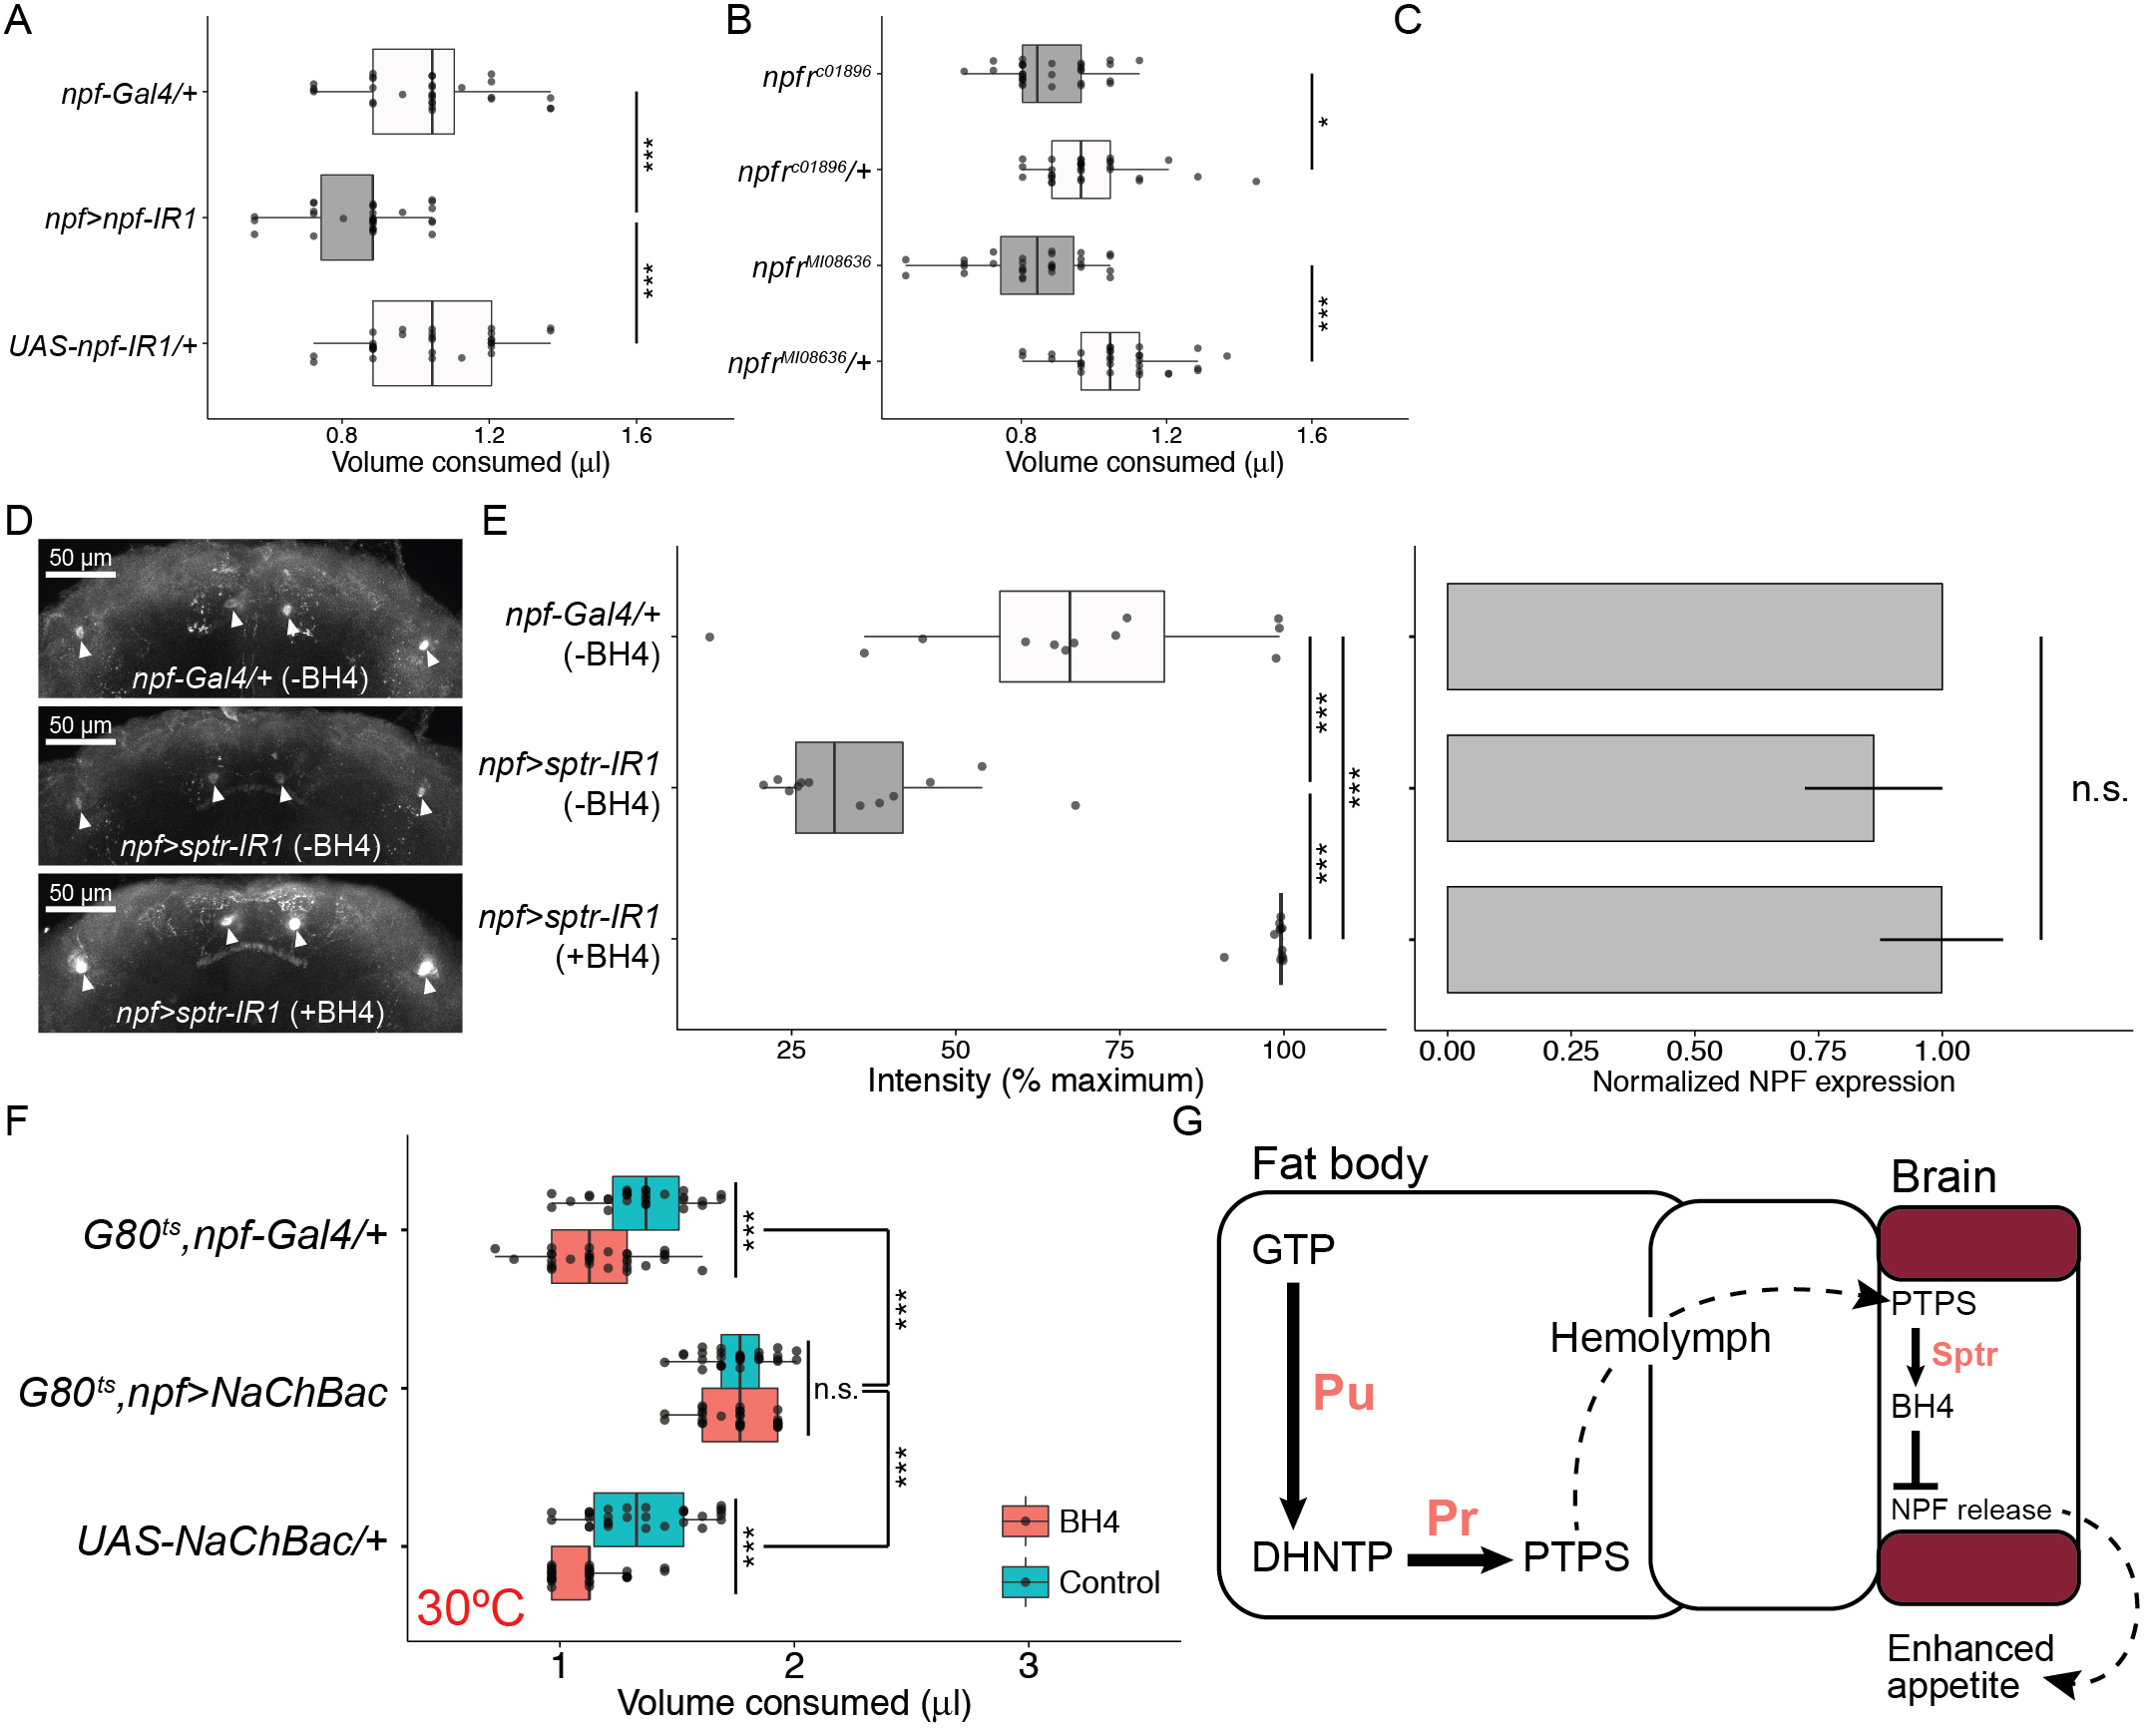 A
npf-Gal4/+
npf>npf-IR1
UAS-npf-IR1/+
***
***
0.8
1.2
1.6
Volume consumed (µl)
B
npfr^c01896
npfr^c01896/+
npfr^MI08636
npfr^MI08636/+
*
***
0.8
1.2
1.6
Volume consumed (µl)
C
D
50 µm
npf-Gal4/+ (-BH4)
50 µm
npf>sptr-IR1 (-BH4)
50 µm
npf>sptr-IR1 (+BH4)
E
npf-Gal4/+
(-BH4)
npf>sptr-IR1
(-BH4)
npf>sptr-IR1
(+BH4)
***
***
***
25
50
75
100
Intensity (% maximum)
n.s.
0.00
0.25
0.50
0.75
1.00
Normalized NPF expression
F
G80^ts,npf-Gal4/+
G80^ts,npf>NaChBac
UAS-NaChBac/+
***
n.s.
***
***
***
30ºC
BH4
Control
1
2
3
Volume consumed (µl)
G
Fat body
Brain
GTP
Pu
DHNTP
Pr
PTPS
Hemolymph
PTPS
Sptr
BH4
NPF release
Enhanced
appetite